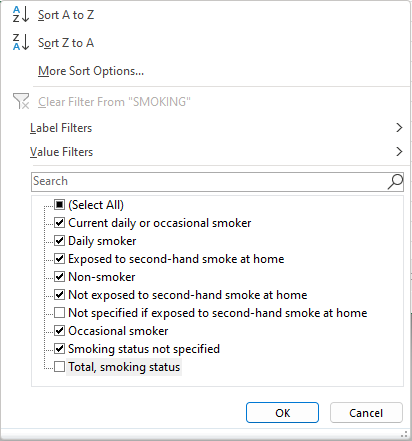 Sort A to Z
Sort Z to A
More Sort Options...
Clear Filter From "SMOKING"
Label Filters
Value Filters
Search
(Select All)
Current daily or occasional smoker
Daily smoker
Exposed to second-hand smoke at home
Non-smoker
Not exposed to second-hand smoke at home
Not specified if exposed to second-hand smoke at home
Occasional smoker
Smoking status not specified
Total, smoking status
OK
Cancel